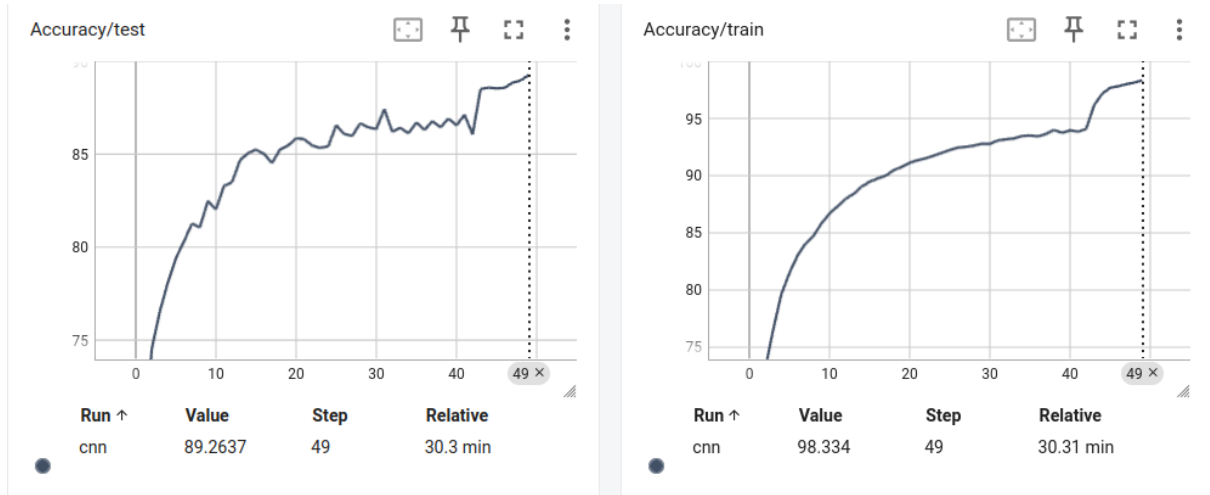 Accuracy/test
90
85
80
75
0 10 20 30 40 49 ×
Run ↑ Value Step Relative
cnn 89.2637 49 30.3 min
Accuracy/train
100
95
90
85
80
75
0 10 20 30 40 49 ×
Run ↑ Value Step Relative
cnn 98.334 49 30.31 min